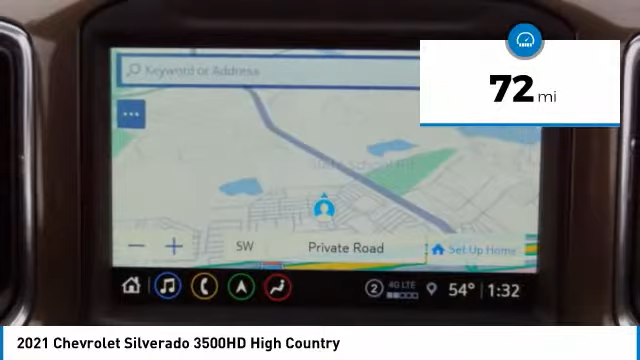 Keyword or Address
72 mi
SW
Private Road
Set Up Home
2
4G LTE
54°
1:32
2021 Chevrolet Silverado 3500HD High Country